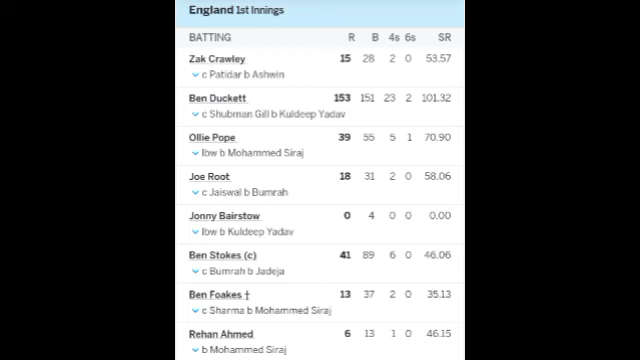 England 1st Innings
BATTING R B 4s 6s SR
Zak Crawley 15 28 2 0 53.57
c Patidar b Ashwin
Ben Duckett 153 151 23 2 101.32
c Shubman Gill b Kuldeep Yadav
Ollie Pope 39 55 5 1 70.90
lbw b Mohammed Siraj
Joe Root 18 31 2 0 58.06
c Jaiswal b Bumrah
Jonny Bairstow 0 4 0 0 0.00
lbw b Kuldeep Yadav
Ben Stokes (c) 41 89 6 0 46.06
c Bumrah b Jadeja
Ben Foakes † 13 37 2 0 35.13
c Sharma b Mohammed Siraj
Rehan Ahmed 6 13 1 0 46.15
b Mohammed Siraj